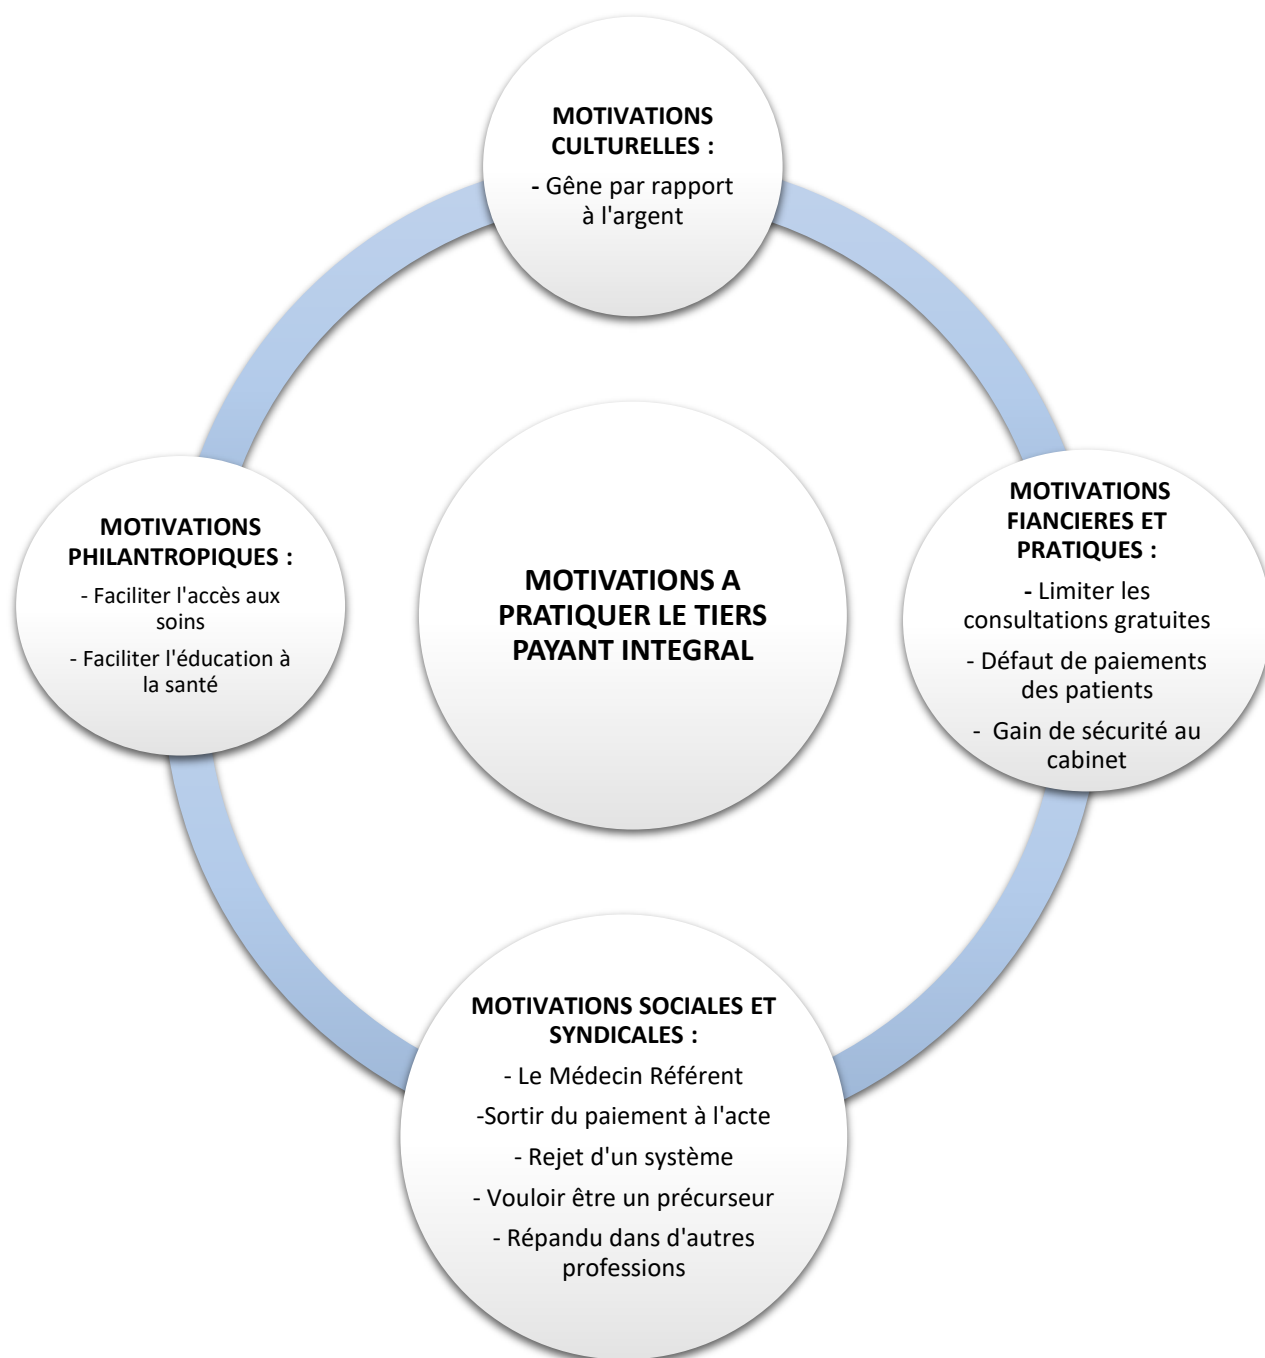 MOTIVATIONS
CULTURELLES :
- Gêne par rapport
à l'argent
MOTIVATIONS
PHILANTROPIQUES :
- Faciliter l'accès aux
soins
- Faciliter l'éducation à
la santé
MOTIVATIONS A
PRATIQUER LE TIERS
PAYANT INTEGRAL
MOTIVATIONS
FIANCIERES ET
PRATIQUES :
- Limiter les
consultations gratuites
- Défaut de paiements
des patients
- Gain de sécurité au
cabinet
MOTIVATIONS SOCIALES ET
SYNDICALES :
- Le Médecin Référent
-Sortir du paiement à l'acte
- Rejet d'un système
- Vouloir être un précurseur
- Répandu dans d'autres
professions